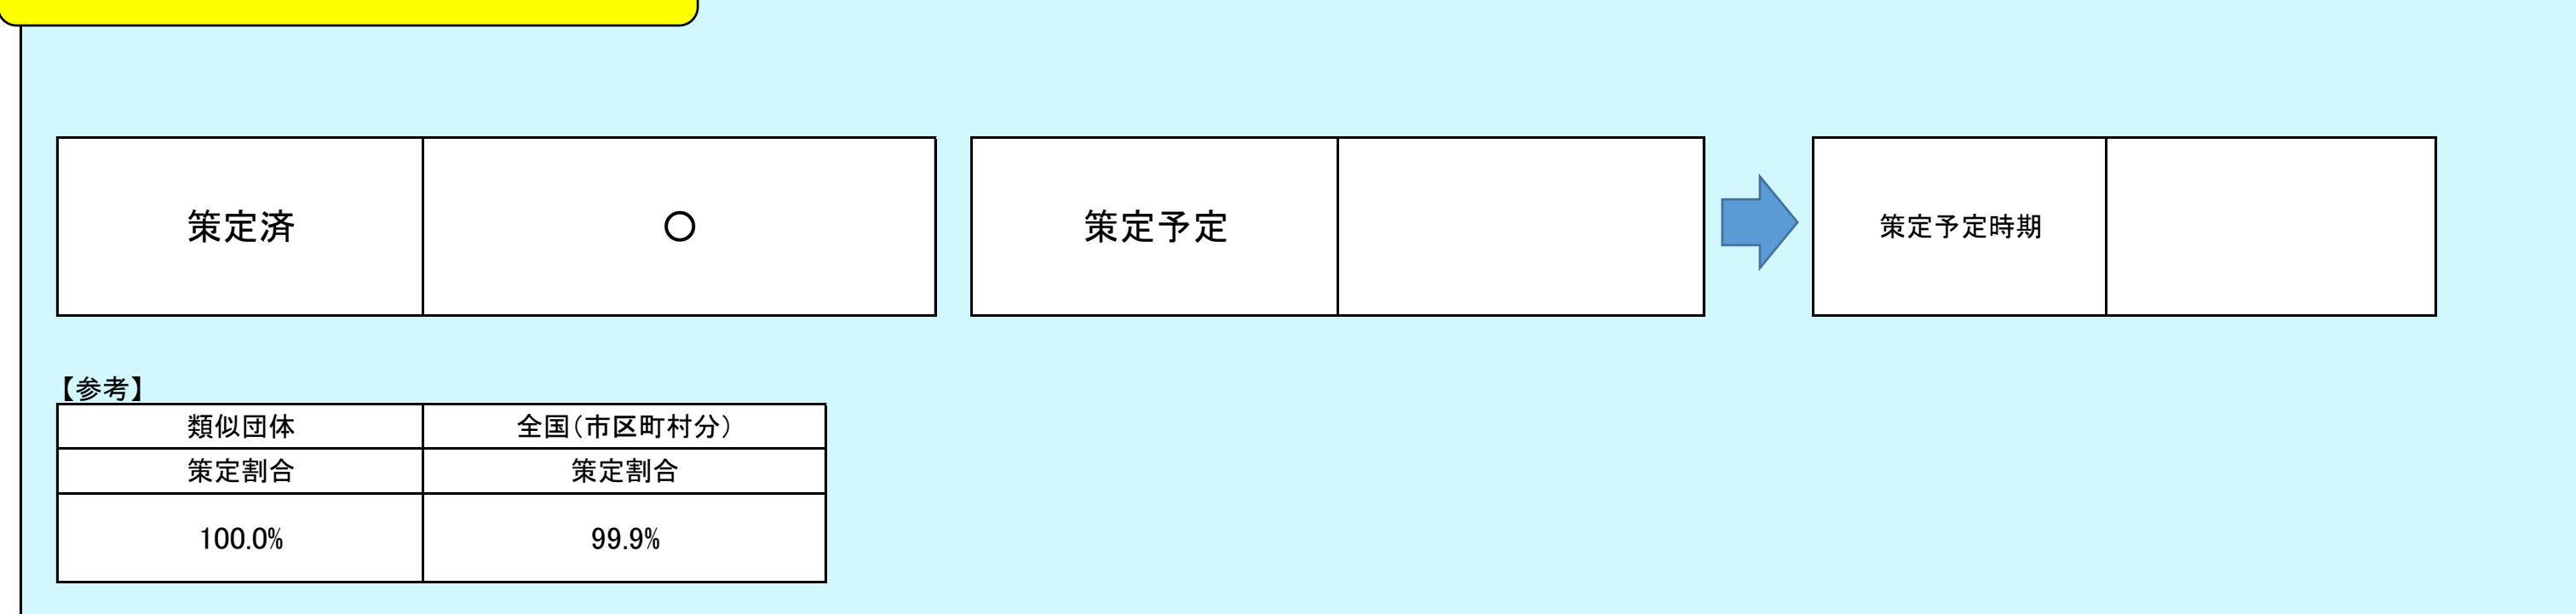 策定済 ○ 策定予定 策定予定時期
【参考】
類似団体 全国（市区町村分）
策定割合 策定割合
100.0% 99.9%